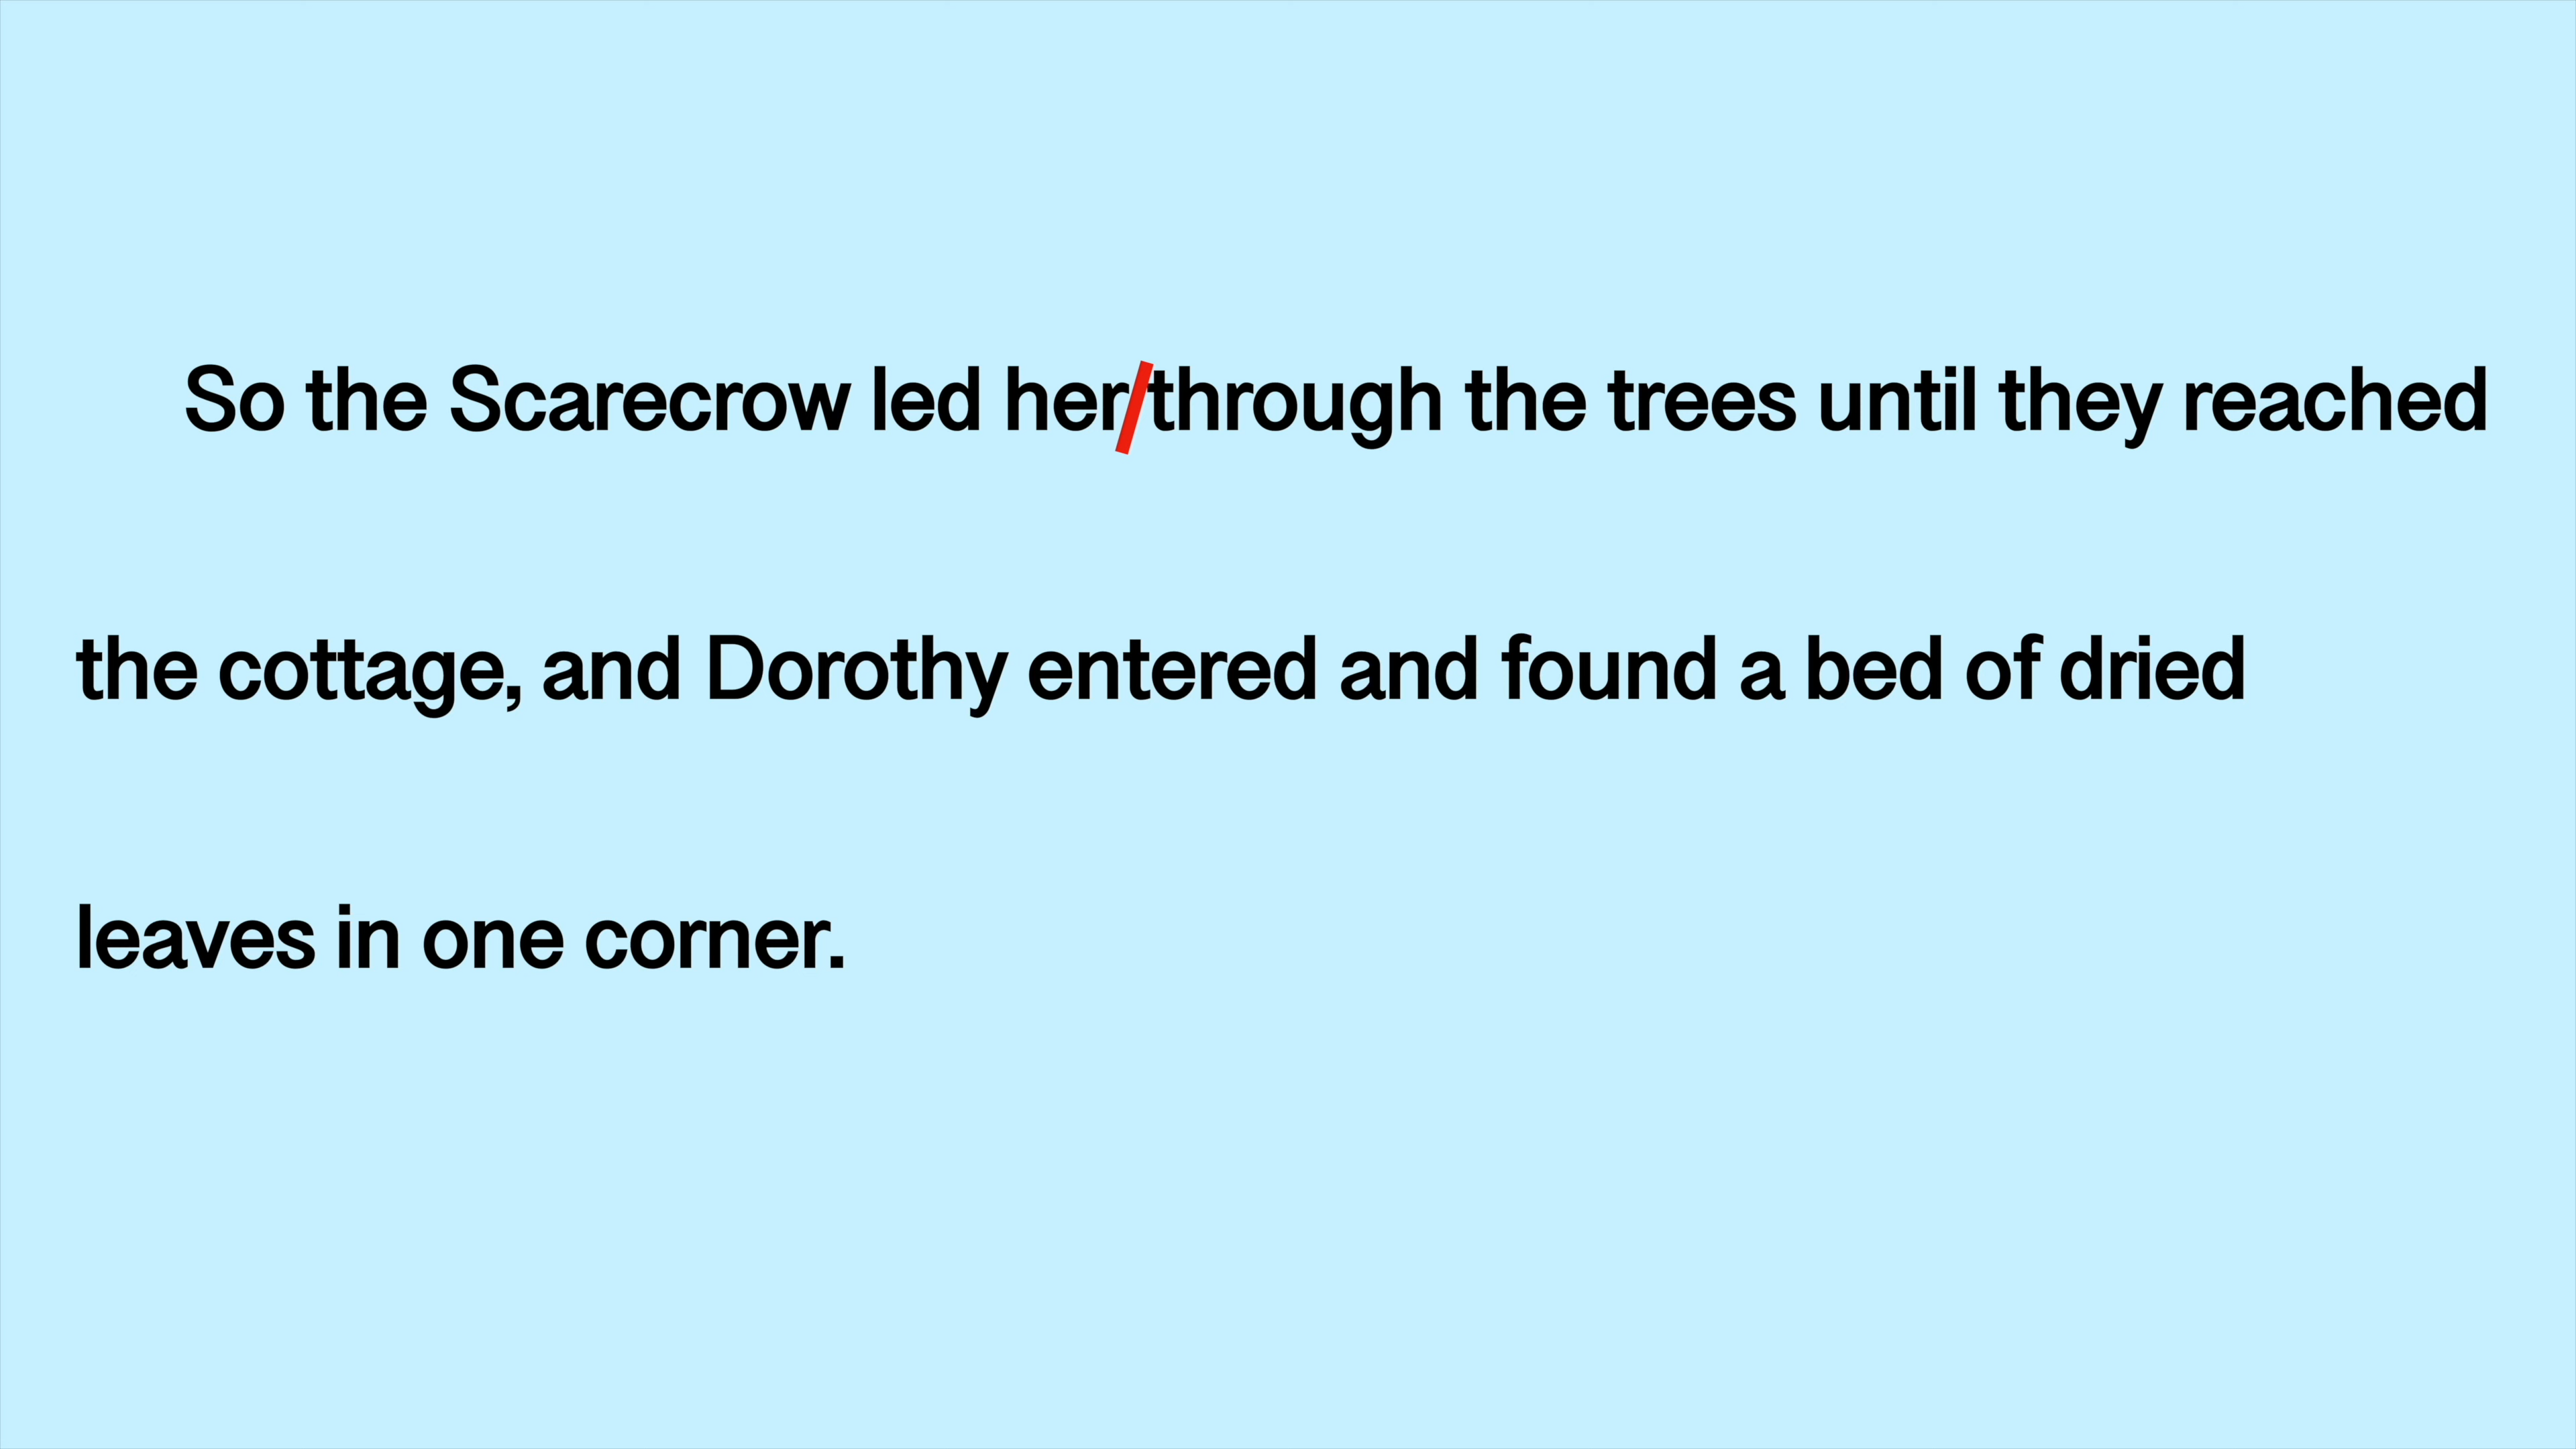 So the Scarecrow led her/through the trees until they reached
the cottage, and Dorothy entered and found a bed of dried
leaves in one corner.